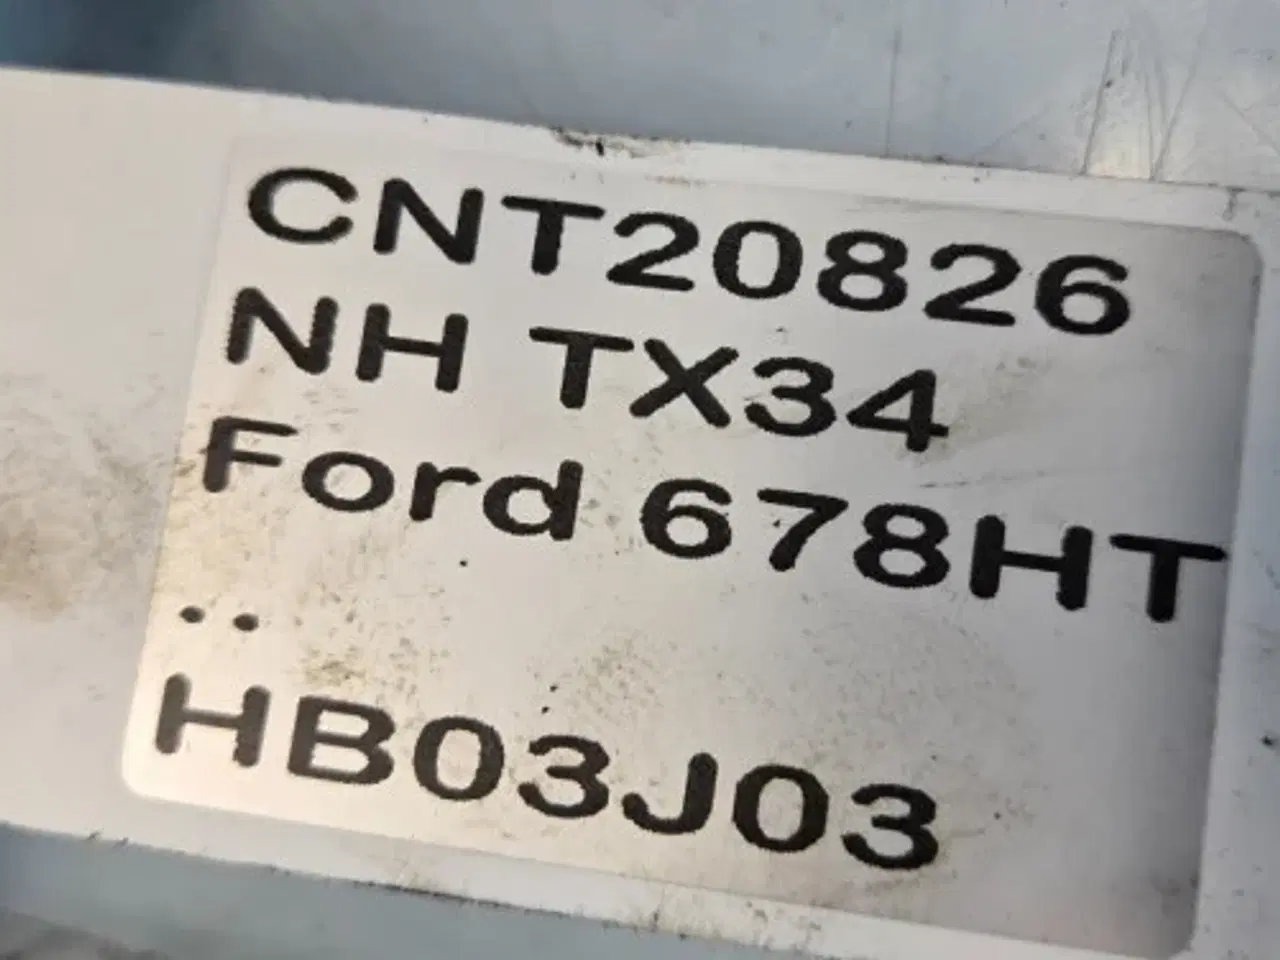 CNT20826
NH TX34
Ford 678HT
..
HB03J03